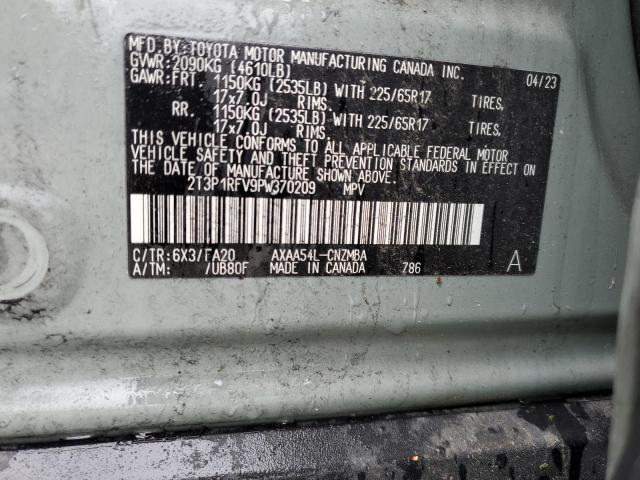 MFD.BY:TOYOTA MOTOR MANUFACTURING CANADA INC.
GVWR:2090KG (4610LB) 04/23
GAWR:FRT. 1150KG (2535LB) WITH 225/65R17 TIRES.
17x7.0J RIMS.
RR. 1150KG (2535LB) WITH 225/65R17 TIRES.
17x7.0J RIMS.
THIS VEHICLE CONFORMS TO ALL APPLICABLE FEDERAL MOTOR
VEHICLE SAFETY AND THEFT PREVENTION STANDARDS IN EFFECT ON
THE DATE OF MANUFACTURE SHOWN ABOVE.
2T3P1RFV9PW370209 MPV
C/TR:6X3/FA20 AXAA54L-CNZMBA
A/TM: /UB80F MADE IN CANADA 786 A